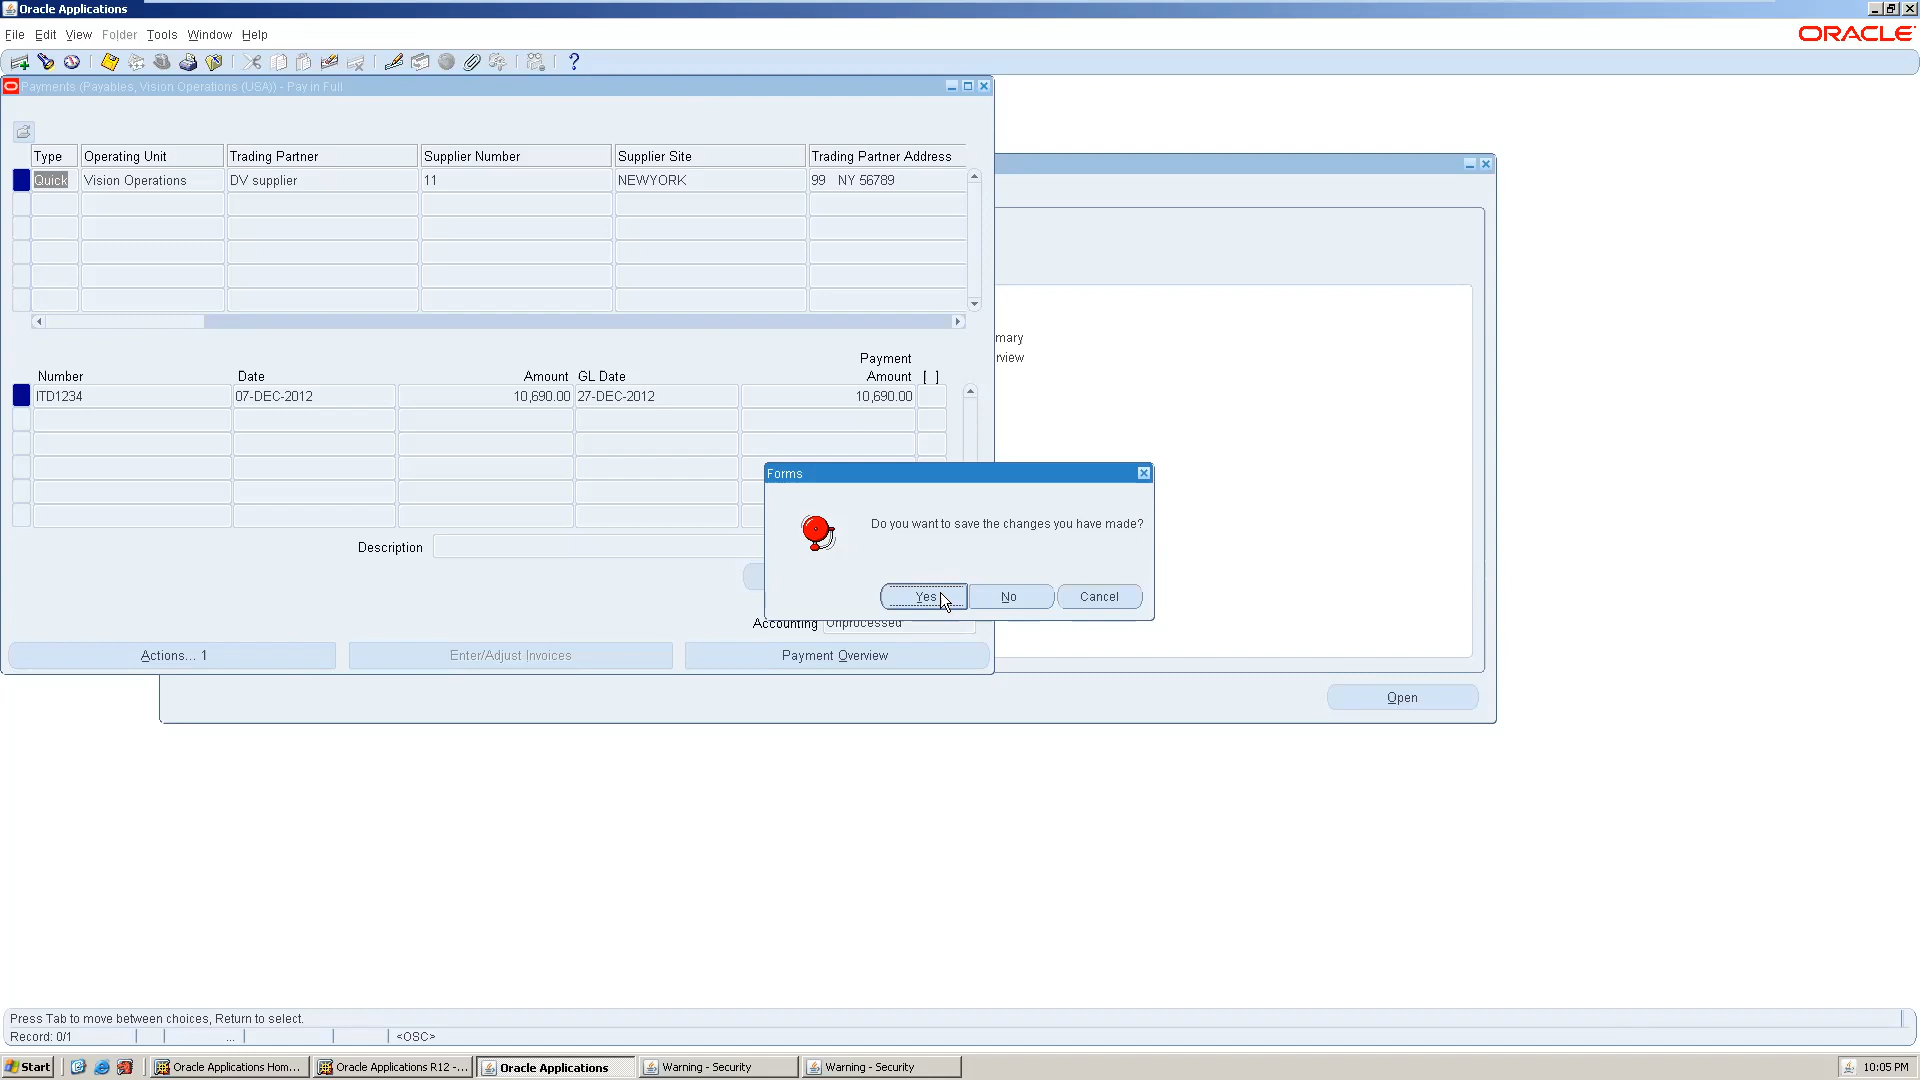 Oracle Applications
File Edit View Folder Tools Window Help
ORACLE
Payments (Payables, Vision Operations (USA)) - Pay in Full
Type Operating Unit Trading Partner Supplier Number Supplier Site Trading Partner Address
Quick Vision Operations DV supplier 11 NEWYORK 99 NY 56789
mary
rview
Payment
Number Date Amount GL Date Amount [ ]
ITD1234 07-DEC-2012 10,690.00 27-DEC-2012 10,690.00
Forms
Do you want to save the changes you have made?
Description
Yes No Cancel
Accounting Unprocessed
Actions... 1 Enter/Adjust Invoices Payment Overview
Open
Press Tab to move between choices, Return to select.
Record: 0/1 ... <OSC>
Start Oracle Applications Hom... Oracle Applications R12 -... Oracle Applications Warning - Security Warning - Security 10:05 PM